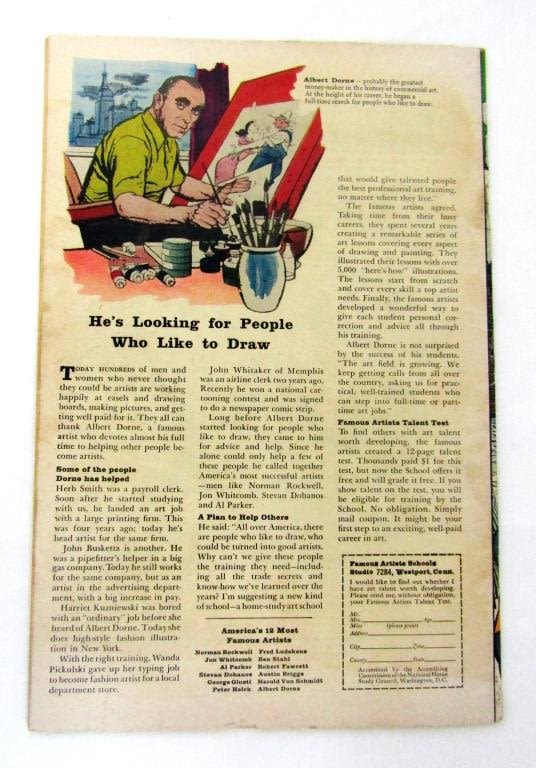 Albert Dorne — probably the greatest
money-maker in the history of commercial art.
At the height of his career, he began a
full-time search for people who like to draw.
He's Looking for People
Who Like to Draw
TODAY HUNDREDS of men and
women who never thought
they could be artists are working
happily at easels and drawing
boards, making pictures, and get-
ting well paid for it. They all can
thank Albert Dorne, a famous
artist who devotes almost his full
time to helping other people be-
come artists.
Some of the people
Dorne has helped
Herb Smith was a payroll clerk.
Soon after he started studying
with us, he landed an art job
with a large printing firm. This
was four years ago; today he's
head artist for the same firm.
John Busketta is another. He
was a pipefitter's helper in a big
gas company. Today he still works
for the same company, but as an
artist in the advertising depart-
ment, with a big increase in pay.
Harriet Kuzniewski was bored
with an "ordinary" job before she
heard of Albert Dorne. Today she
does high-style fashion illustra-
tion in New York.
With the right training, Wanda
Pickulski gave up her typing job
to become fashion artist for a local
department store.
John Whitaker of Memphis
was an airline clerk two years ago.
Recently he won a national car-
tooning contest and was signed
to do a newspaper comic strip.
Long before Albert Dorne
started looking for people who
like to draw, they came to him
for advice and help. Since he
alone could only help a few of
these people he called together
America's most successful artists
—men like Norman Rockwell,
Jon Whitcomb, Stevan Dohanos
and Al Parker.
A Plan to Help Others
He said: "All over America, there
are people who like to draw, who
could be turned into good artists.
Why can't we give these people
the training they need—includ-
ing all the trade secrets and
know-how we've learned over the
years? I'm suggesting a new kind
of school—a home-study art school
America's 12 Most
Famous Artists
Norman Rockwell
Jon Whitcomb
Al Parker
Stevan Dohanos
George Giusti
Peter Helck
Fred Ludekens
Ben Stahl
Robert Fawcett
Austin Briggs
Harold Von Schmidt
Albert Dorne
that would give talented people
the best professional art training,
no matter where they live."
The famous artists agreed.
Taking time from their busy
careers, they spent several years
creating a remarkable series of
art lessons covering every aspect
of drawing and painting. They
illustrated their lessons with over
5,000 "here's-how" illustrations.
The lessons start from scratch
and cover every skill a top artist
needs. Finally, the famous artists
developed a wonderful way to
give each student personal cor-
rection and advice all through
his training.
Albert Dorne is not surprised
by the success of his students.
"The art field is growing. We
keep getting calls from all over
the country, asking us for prac-
tical, well-trained students who
can step into full-time or part-
time art jobs."
Famous Artists Talent Test
To find others with art talent
worth developing, the famous
artists created a 12-page talent
test. Thousands paid $1 for this
test, but now the School offers it
free and will grade it free. If you
show talent on the test, you will
be eligible for training by the
School. No obligation. Simply
mail coupon. It might be your
first step to an exciting, well-paid
career in art.
Famous Artists Schools
Studio 7284, Westport, Conn.
I would like to find out whether I
have art talent worth developing.
Please send me, without obligation,
your Famous Artists Talent Test.
Mr.
Mrs. Age
Miss (please print)
Address
City Zone
County State
Accredited by the Accrediting
Commission of the National Home
Study Council, Washington, D.C.